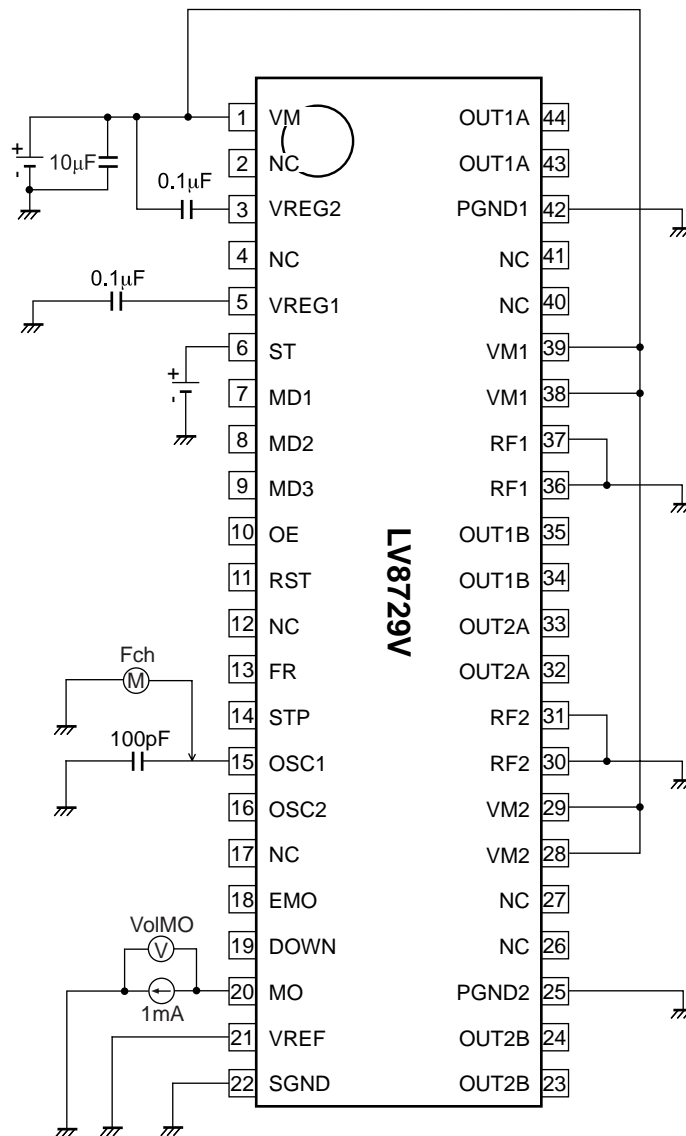 1 VM OUT1A 44
+
-
10μF
2 NC OUT1A 43
0.1μF
3 VREG2 PGND1 42
4 NC NC 41
0.1μF
5 VREG1 NC 40
6 ST VM1 39
+
-
7 MD1 VM1 38
8 MD2 RF1 37
9 MD3 RF1 36
10 OE OUT1B 35
LV8729V
11 RST OUT1B 34
12 NC OUT2A 33
Fch
M
13 FR OUT2A 32
14 STP RF2 31
100pF
15 OSC1 RF2 30
16 OSC2 VM2 29
17 NC VM2 28
18 EMO NC 27
VolMO
V
19 DOWN NC 26
20 MO PGND2 25
1mA
21 VREF OUT2B 24
22 SGND OUT2B 23